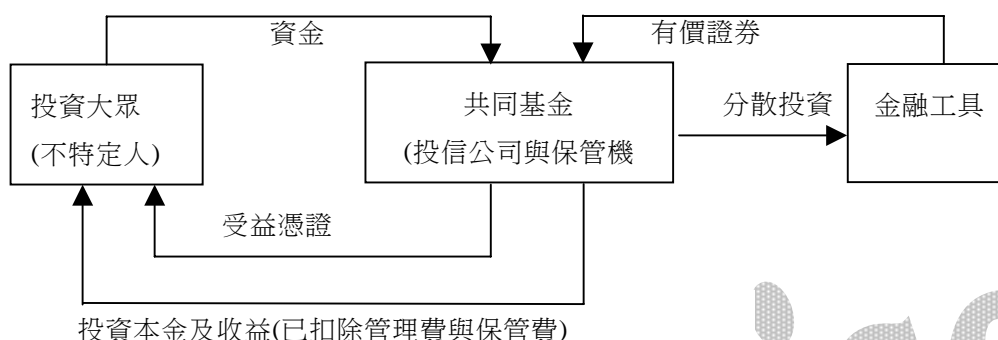 資金
有價證券
投資大眾
(不特定人)
共同基金
(投信公司與保管機
分散投資
金融工具
受益憑證
投資本金及收益(已扣除管理費與保管費)